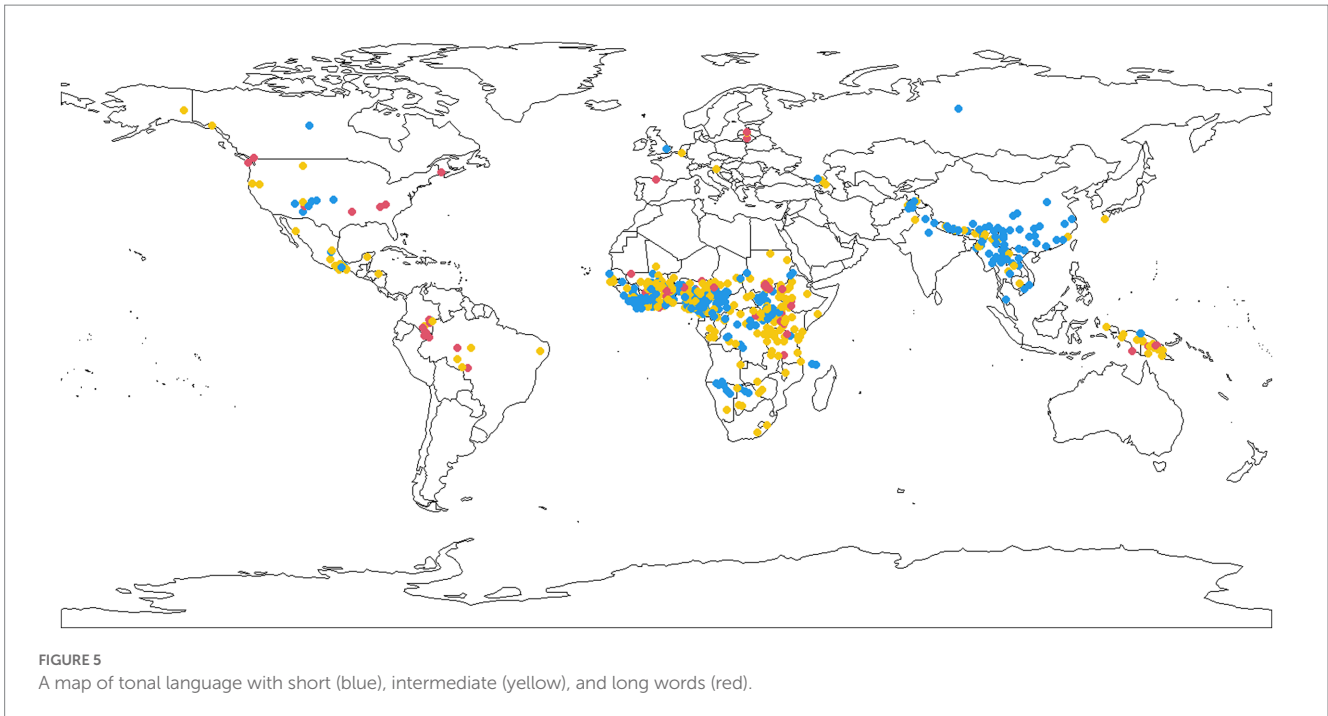 FIGURE 5
A map of tonal language with short (blue), intermediate (yellow), and long words (red).